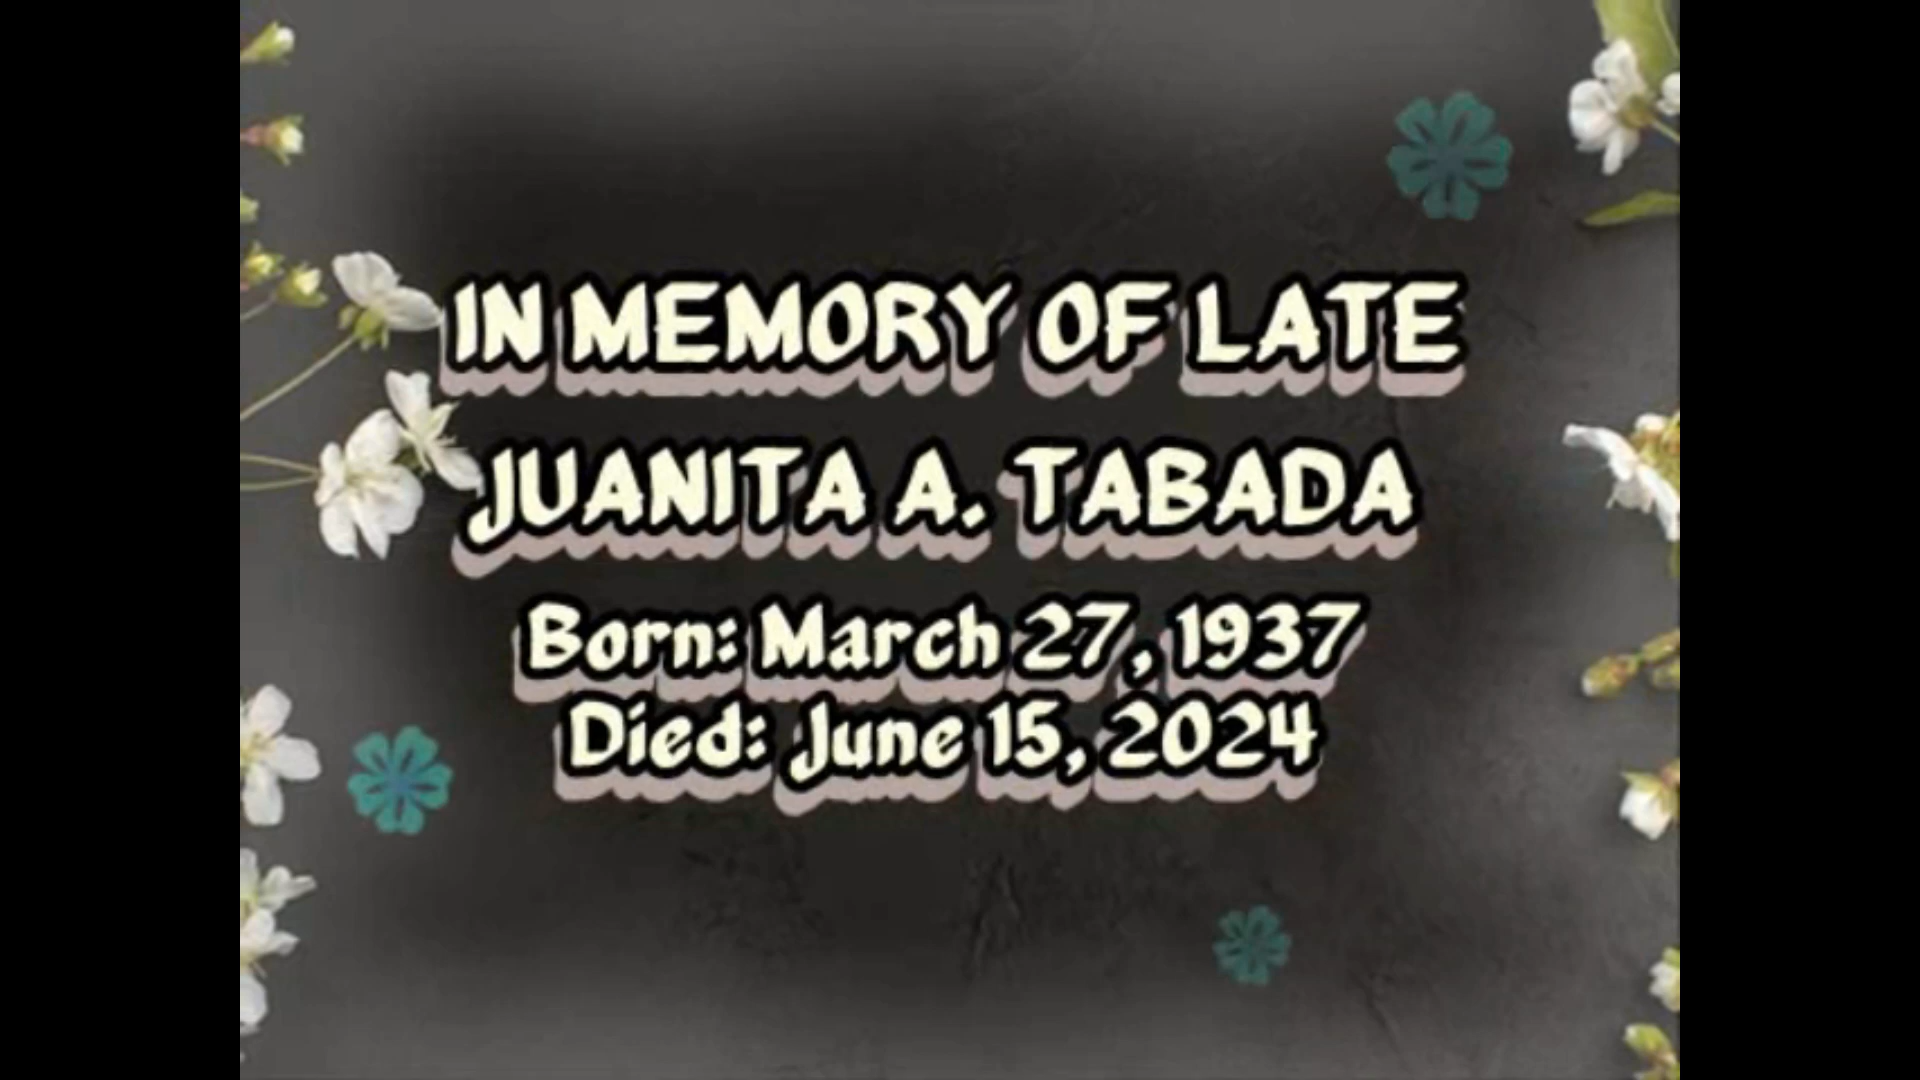 IN MEMORY OF LATE
JUANITA A. TABADA
Born: March 27, 1937
Died: June 15, 2024